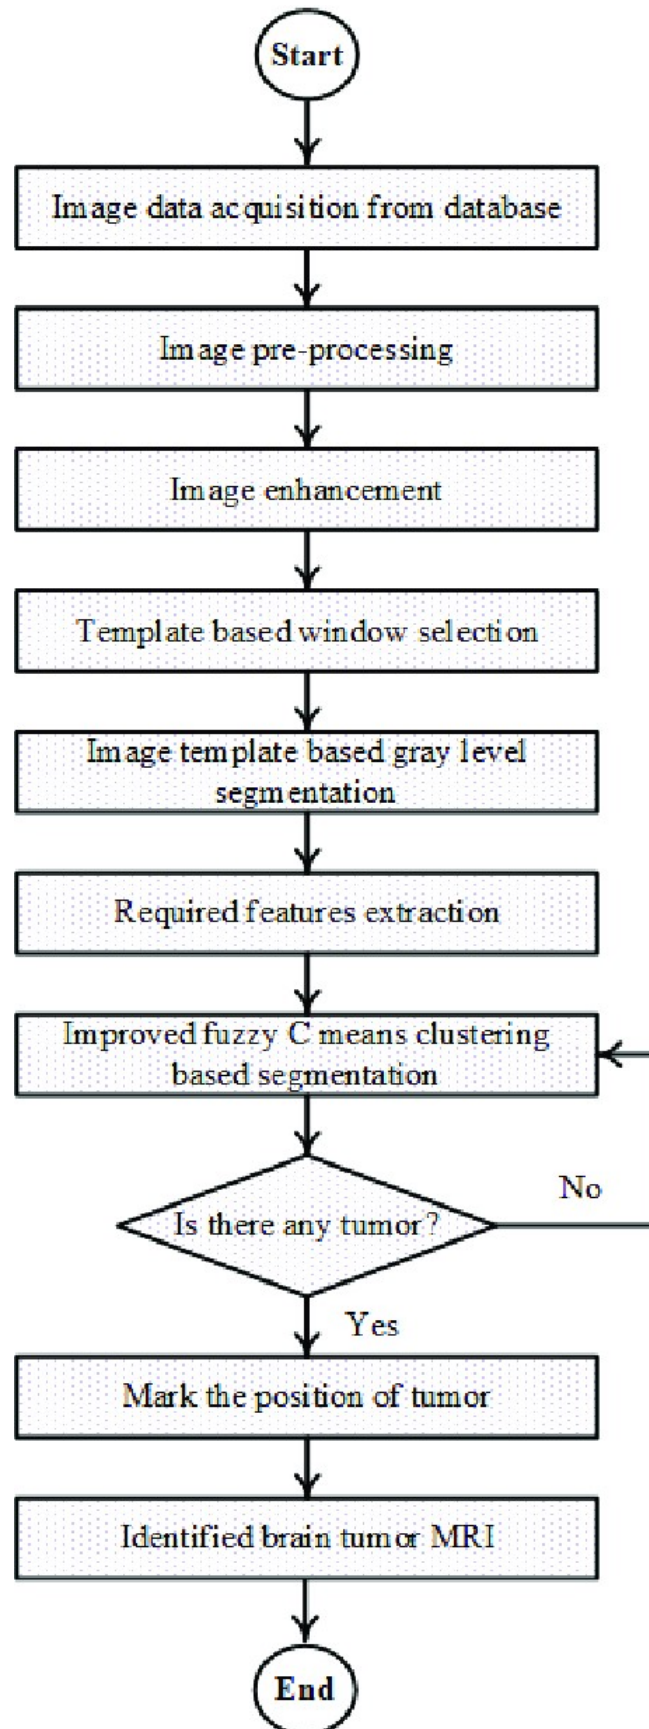 Start
Image data acquisition from database
Image pre-processing
Image enhancement
Template based window selection
Image template based gray level
segmentation
Required features extraction
Improved fuzzy C means clustering
based segmentation
Is there any tumor?
No
Yes
Mark the position of tumor
Identified brain tumor MRI
End